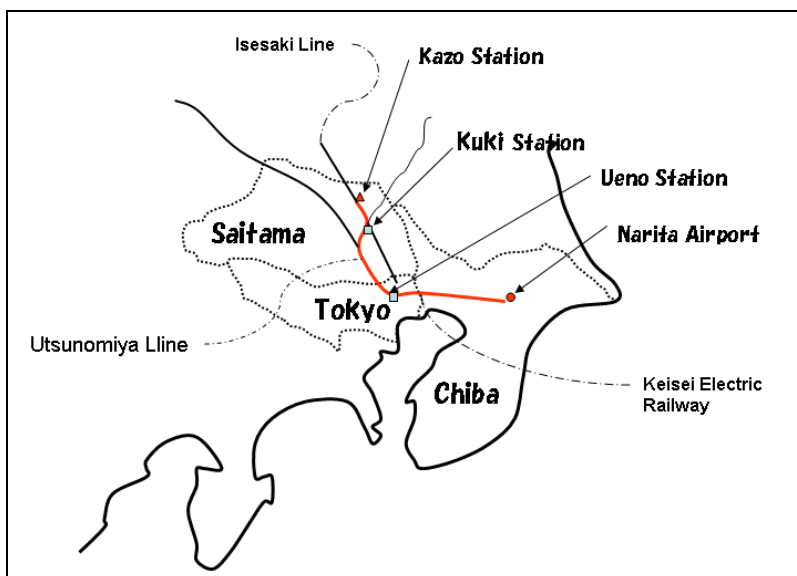 Isesaki Line
Kazo Station
Kuki Station
Ueno Station
Saitama
Narita Airport
Tokyo
Utsunomiya Lline
Chiba
Keisei Electric
Railway